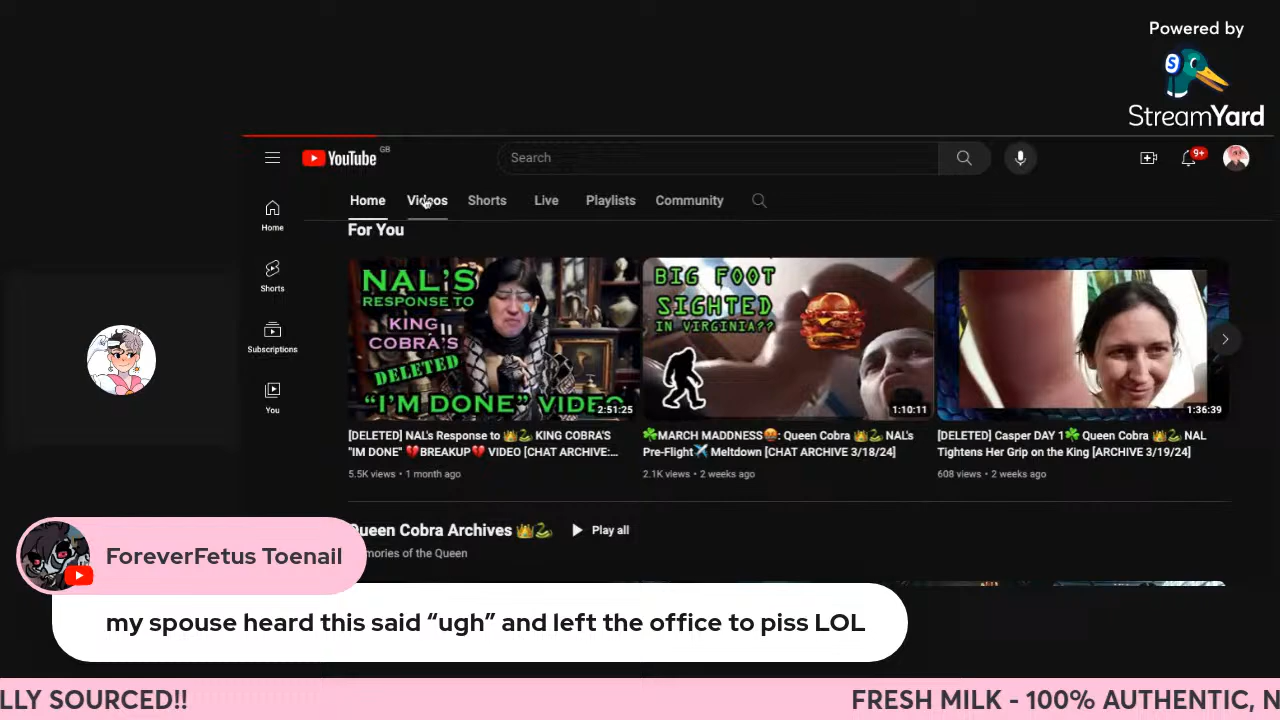 Powered by
S
StreamYard
YouTube GB
Search
9+
Home Videos Shorts Live Playlists Community
Home
Shorts
Subscriptions
You
For You
NAL'S
RESPONSE TO
KING
COBRA'S
DELETED
"I'M DONE" VIDEO
2:51:25
BIG FOOT
SIGHTED
IN VIRGINIA??
1:10:11
1:36:39
[DELETED] NAL's Response to 👑🐍 KING COBRA'S
"IM DONE" 💔BREAKUP💔 VIDEO [CHAT ARCHIVE:...
5.5K views • 1 month ago
☘️MARCH MADDNESS🤬: Queen Cobra 👑🐍 NAL's
Pre-Flight✈️ Meltdown [CHAT ARCHIVE 3/18/24]
2.1K views • 2 weeks ago
[DELETED] Casper DAY 1☘️ Queen Cobra 👑🐍 NAL
Tightens Her Grip on the King [ARCHIVE 3/19/24]
608 views • 2 weeks ago
Queen Cobra Archives 👑🐍 Play all
mories of the Queen
ForeverFetus Toenail
my spouse heard this said “ugh” and left the office to piss LOL
LLY SOURCED!! FRESH MILK - 100% AUTHENTIC, N